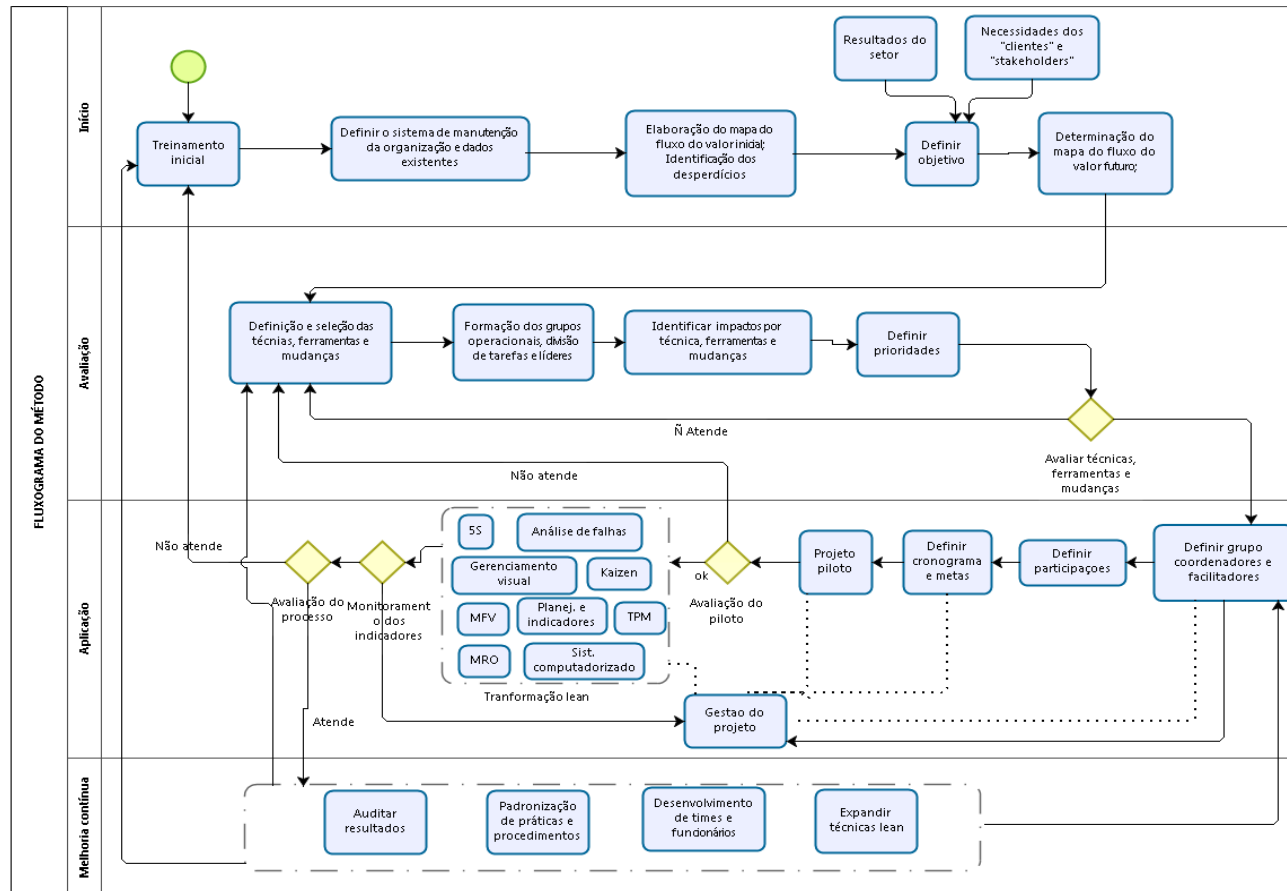 FLUXOGRAMA DO MÉTODO
Início
Resultados do
setor
Necessidades dos
"clientes" e
"stakeholders"
Treinamento
inicial
Definir o sistema de manutenção
da organização e dados
existentes
Elaboração do mapa do
fluxo do valor inicial;
Identificação dos
desperdícios
Definir
objetivo
Determinação do
mapa do fluxo do
valor futuro;
Avaliação
Definição e seleção das
técnias, ferramentas e
mudanças
Formação dos grupos
operacionais, divisão
de tarefas e líderes
Identificar impactos por
técnica, ferramentas e
mudanças
Definir
prioridades
Ñ Atende
Avaliar técnicas,
ferramentas e
mudanças
Não atende
Aplicação
Não atende
Avaliação do
processo
Monitorament
o dos
indicadores
5S
Análise de falhas
Gerenciamento
visual
Kaizen
MFV
Planej. e
indicadores
TPM
MRO
Sist.
computadorizado
Tranformação lean
ok
Avaliação do
piloto
Projeto
piloto
Definir
cronograma
e metas
Definir
participaçoes
Definir grupo
coordenadores e
facilitadores
Gestao do
projeto
Atende
Melhoria contínua
Auditar
resultados
Padronização
de práticas e
procedimentos
Desenvolvimento
de times e
funcionários
Expandir
técnicas lean